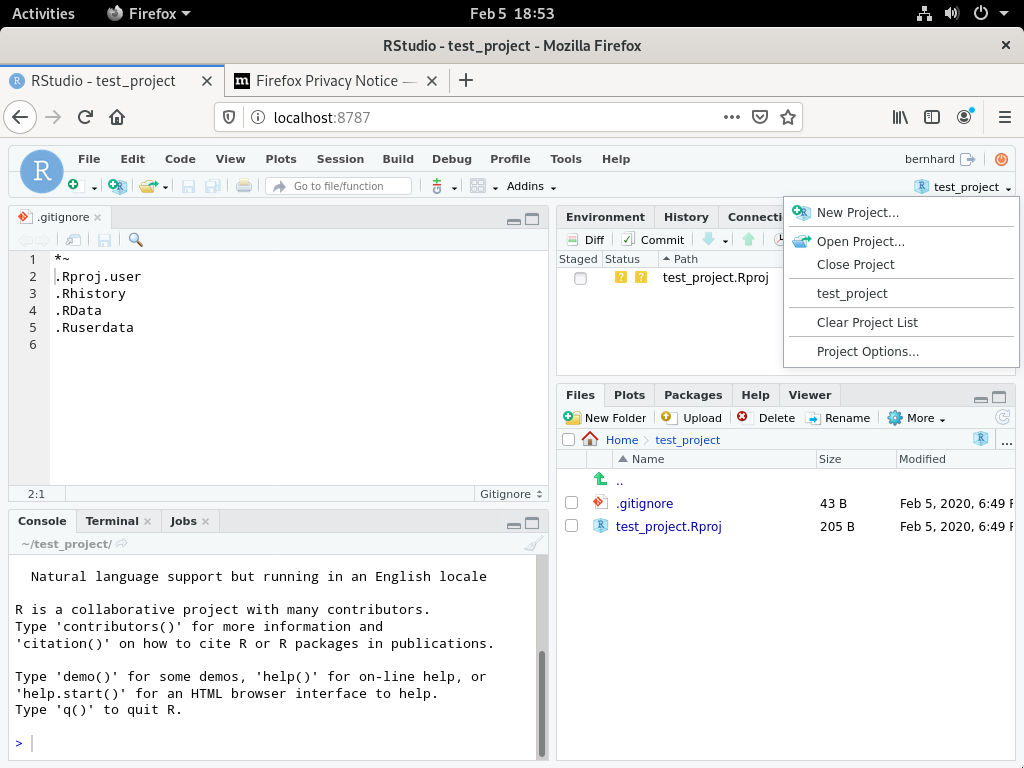 Activities Firefox Feb 5 18:53
RStudio - test_project - Mozilla Firefox
RStudio - test_project Firefox Privacy Notice —
localhost:8787
File Edit Code View Plots Session Build Debug Profile Tools Help bernhard
Go to file/function Addins test_project
.gitignore
1 *~
2 .Rproj.user
3 .Rhistory
4 .RData
5 .Ruserdata
6
2:1 Gitignore
Environment History Connecti
Diff Commit
Staged Status Path
? ? test_project.Rproj
New Project...
Open Project...
Close Project
test_project
Clear Project List
Project Options...
Console Terminal Jobs
~/test_project/
Natural language support but running in an English locale
R is a collaborative project with many contributors.
Type 'contributors()' for more information and
'citation()' on how to cite R or R packages in publications.
Type 'demo()' for some demos, 'help()' for on-line help, or
'help.start()' for an HTML browser interface to help.
Type 'q()' to quit R.
>
Files Plots Packages Help Viewer
New Folder Upload Delete Rename More
Home test_project ...
Name Size Modified
..
.gitignore 43 B Feb 5, 2020, 6:49 P
test_project.Rproj 205 B Feb 5, 2020, 6:49 P